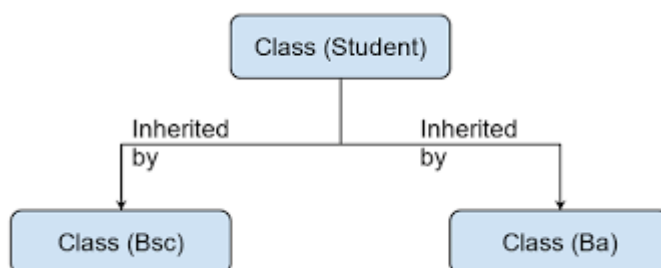 Class (Student)
Inherited
by
Inherited
by
Class (Bsc)
Class (Ba)